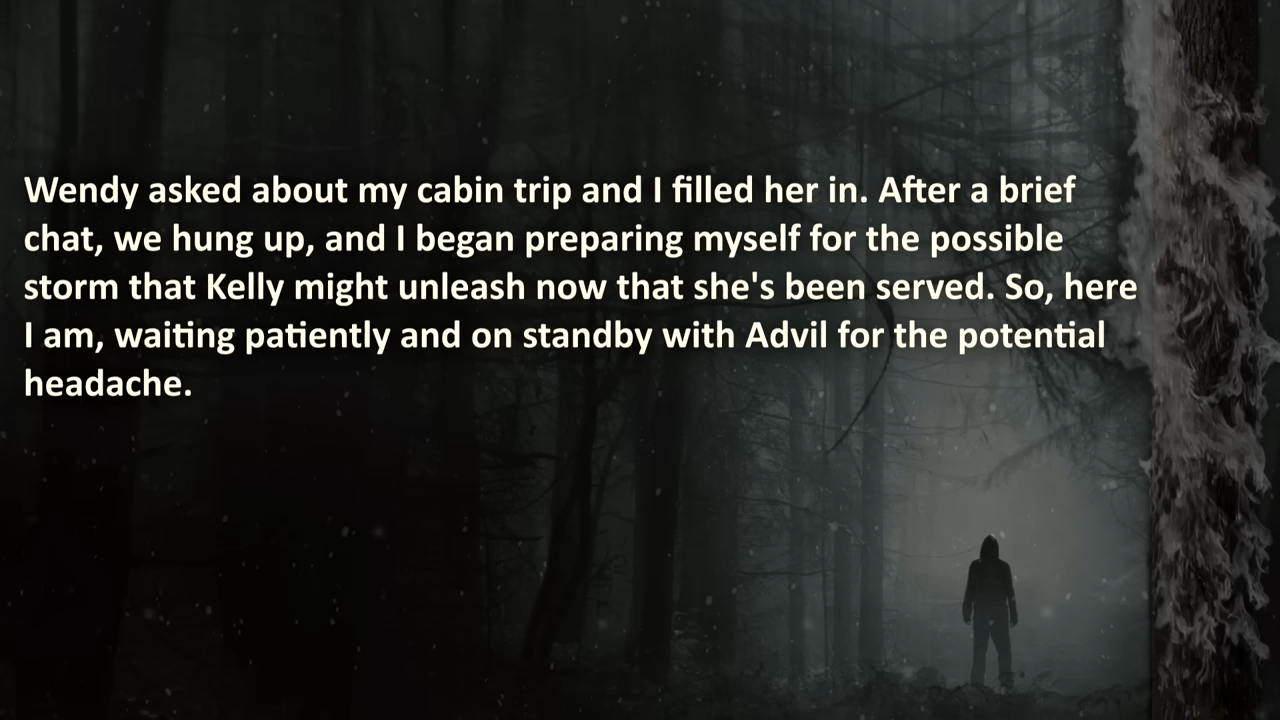 Wendy asked about my cabin trip and I filled her in. After a brief
chat, we hung up, and I began preparing myself for the possible
storm that Kelly might unleash now that she's been served. So, here
I am, waiting patiently and on standby with Advil for the potential
headache.